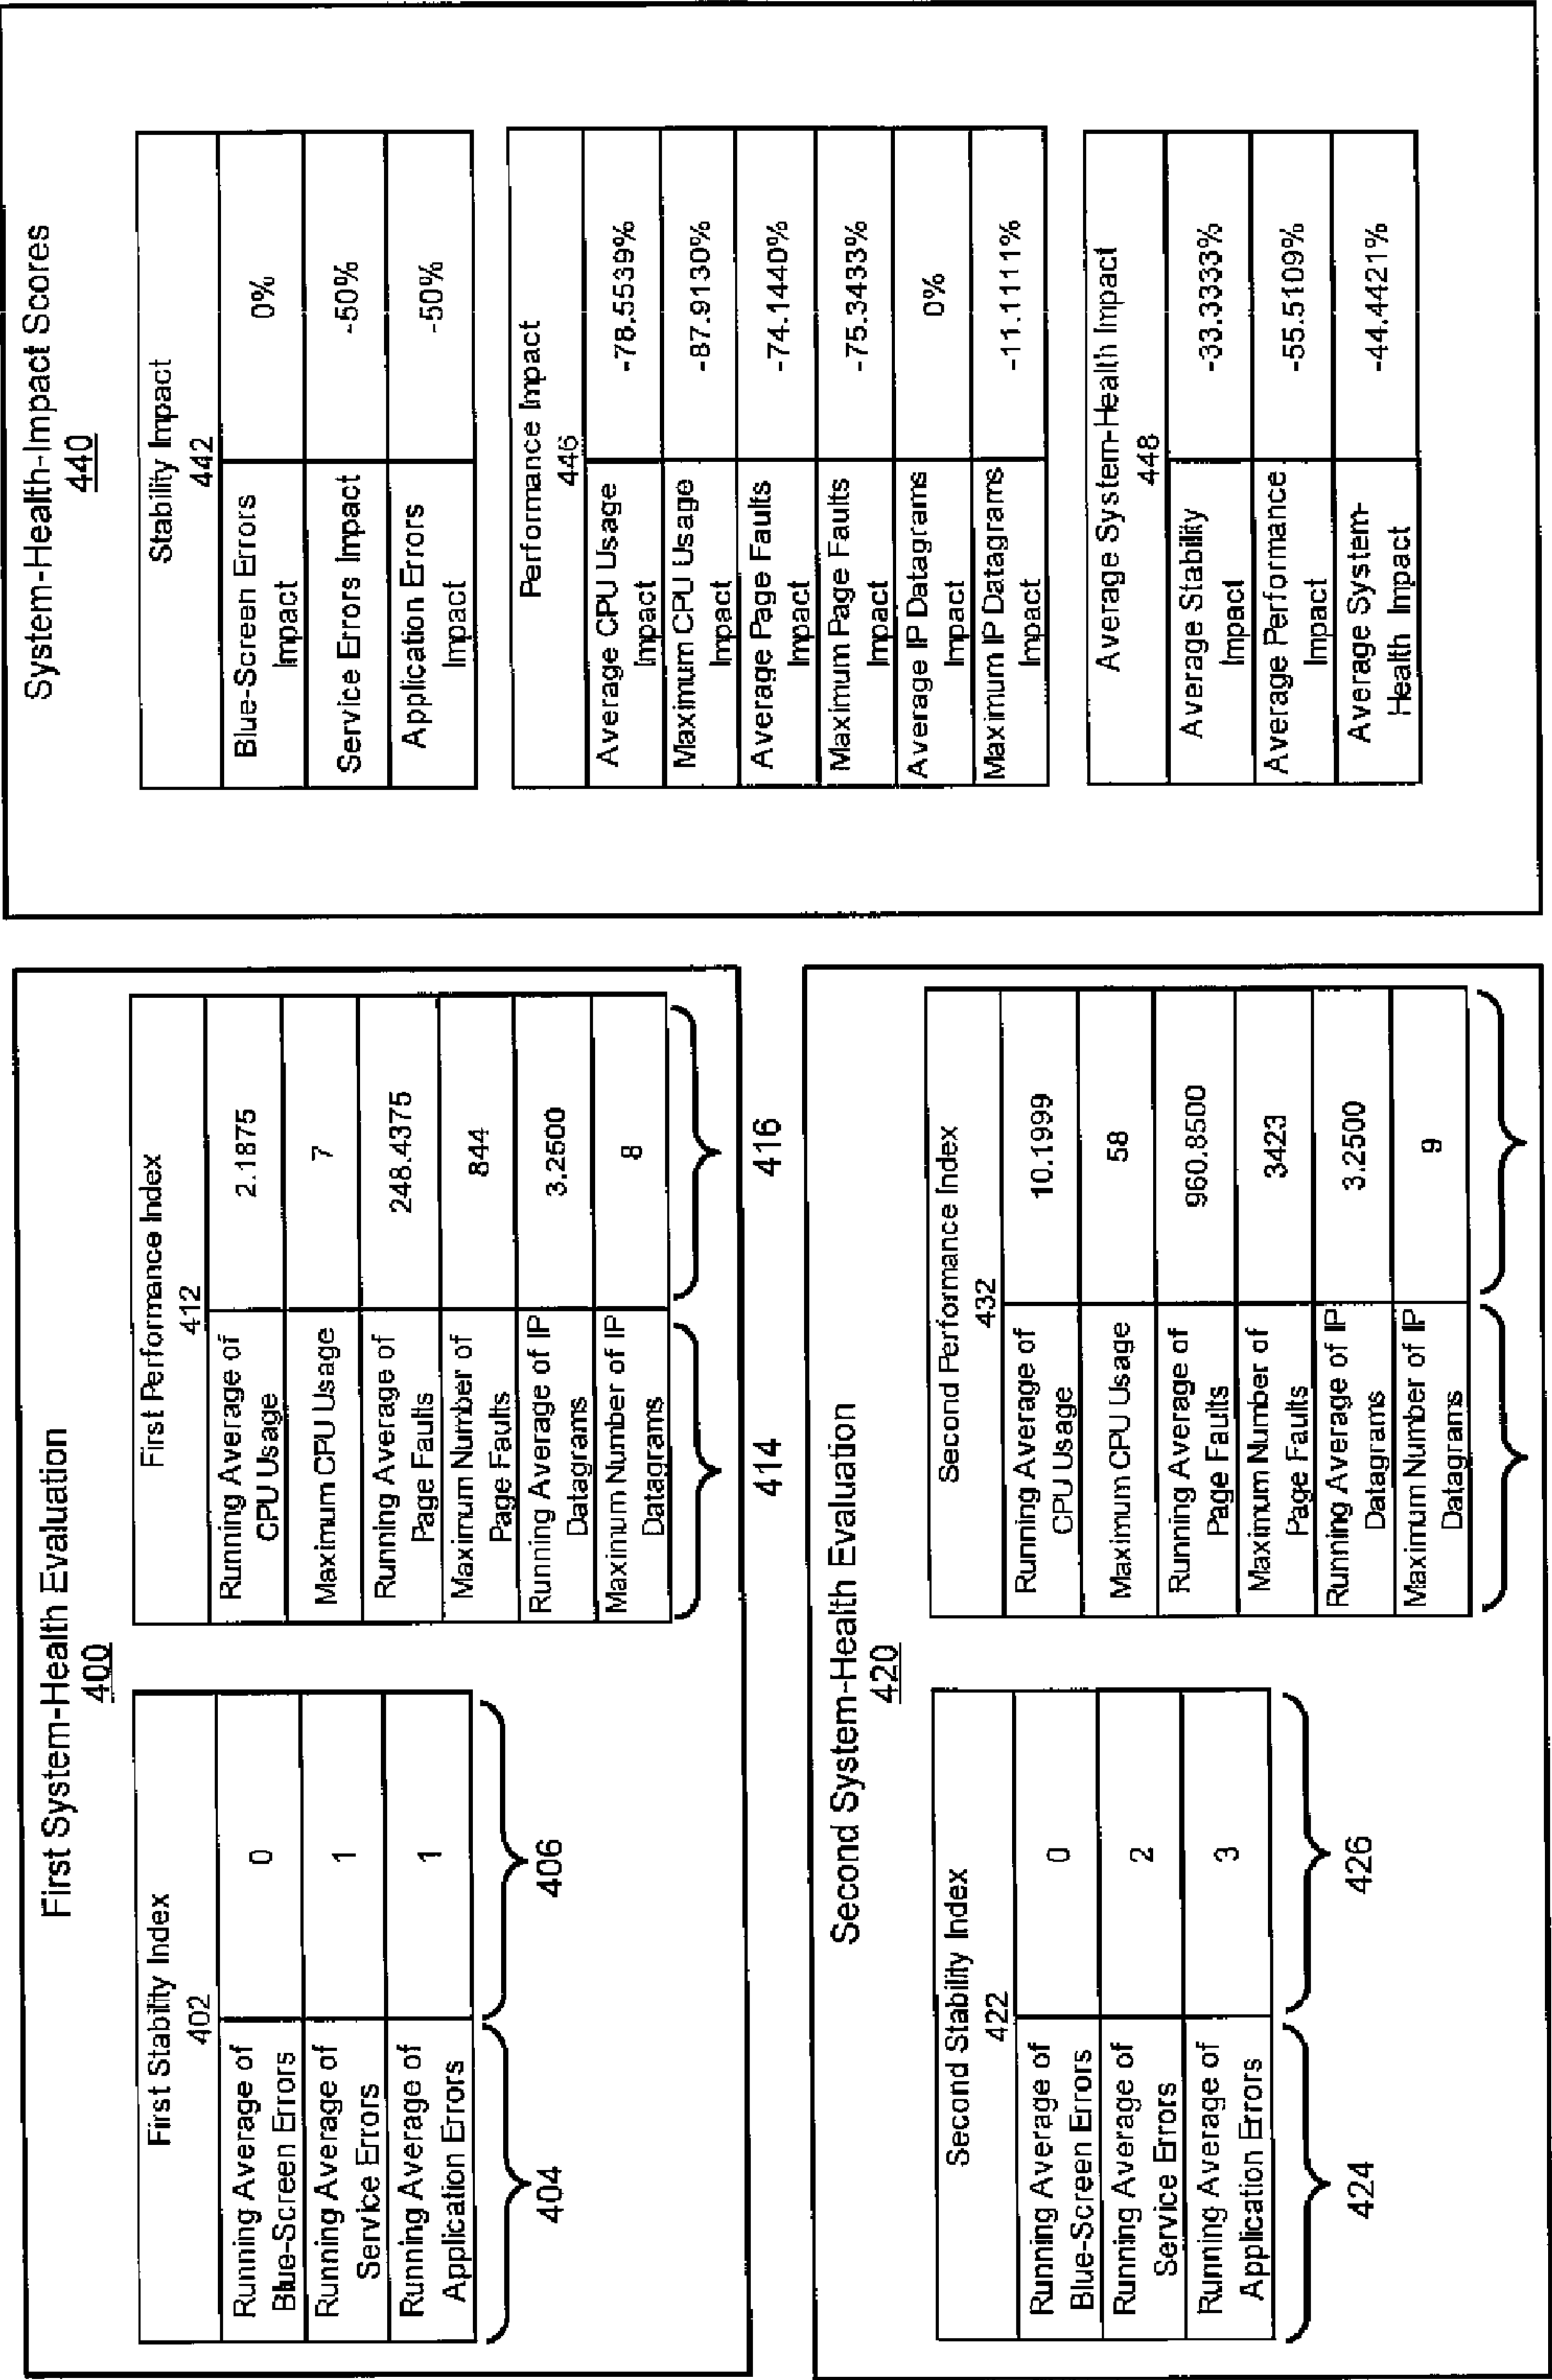 First System-Health Evaluation
400
First Stability Index
402
Running Average of
Blue-Screen Errors
0
Running Average of
Service Errors
1
Running Average of
Application Errors
1
404
406
First Performance Index
412
Running Average of
CPU Usage
2.1875
Maximum CPU Usage
7
Running Average of
Page Faults
248.4375
Maximum Number of
Page Faults
844
Running Average of IP
Datagrams
3.2500
Maximum Number of IP
Datagrams
8
414
416
Second System-Health Evaluation
420
Second Stability Index
422
Running Average of
Blue-Screen Errors
0
Running Average of
Service Errors
2
Running Average of
Application Errors
3
424
426
Second Performance Index
432
Running Average of
CPU Usage
10.1999
Maximum CPU Usage
58
Running Average of
Page Faults
960.8500
Maximum Number of
Page Faults
3423
Running Average of IP
Datagrams
3.2500
Maximum Number of IP
Datagrams
9
System-Health-Impact Scores
440
Stability Impact
442
Blue-Screen Errors
Impact
0%
Service Errors Impact
-50%
Application Errors
Impact
-50%
Performance Impact
446
Average CPU Usage
Impact
-78.5539%
Maximum CPU Usage
Impact
-87.9130%
Average Page Faults
Impact
-74.1440%
Maximum Page Faults
Impact
-75.3433%
Average IP Datagrams
Impact
0%
Maximum IP Datagrams
Impact
-11.1111%
Average System-Health Impact
448
Average Stability
Impact
-33.3333%
Average Performance
Impact
-55.5109%
Average System-
Health Impact
-44.4421%